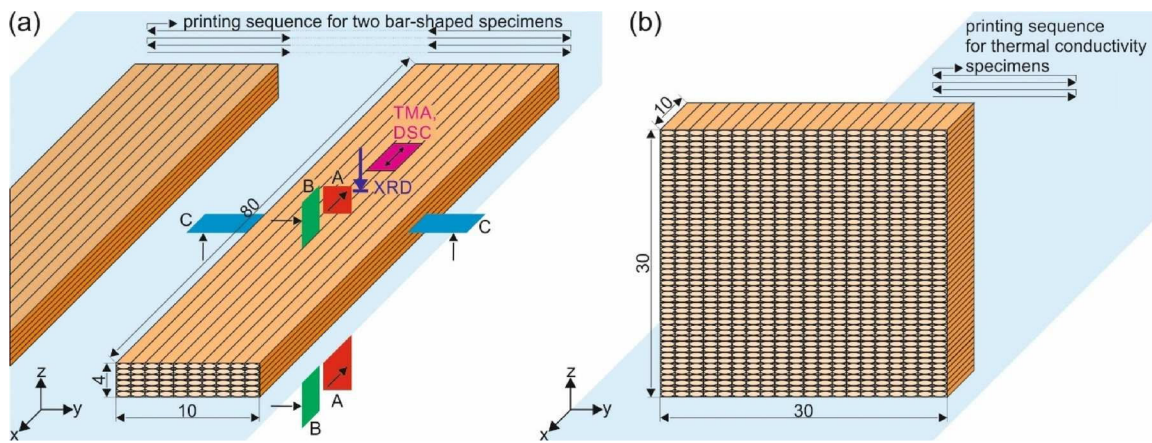 (a)
printing sequence for two bar-shaped specimens
TMA,
DSC
B
A
XRD
80
C
C
4
10
z
y
x
A
B
(b)
printing sequence
for thermal conductivity
specimens
10
30
30
z
y
x